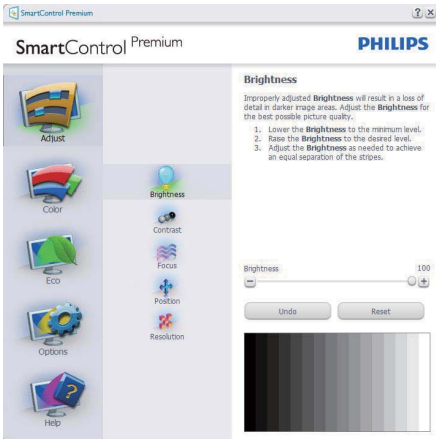 SmartControl Premium
? x
SmartControl Premium
PHILIPS
Adjust
Color
Eco
Options
Help
Brightness
Contrast
Focus
Position
Resolution
Brightness
Improperly adjusted Brightness will result in a loss of
detail in darker image areas. Adjust the Brightness for
the best possible picture quality.
1. Lower the Brightness to the minimum level.
2. Raise the Brightness to the desired level.
3. Adjust the Brightness as needed to achieve
an equal separation of the stripes.
Brightness 100
Undo Reset